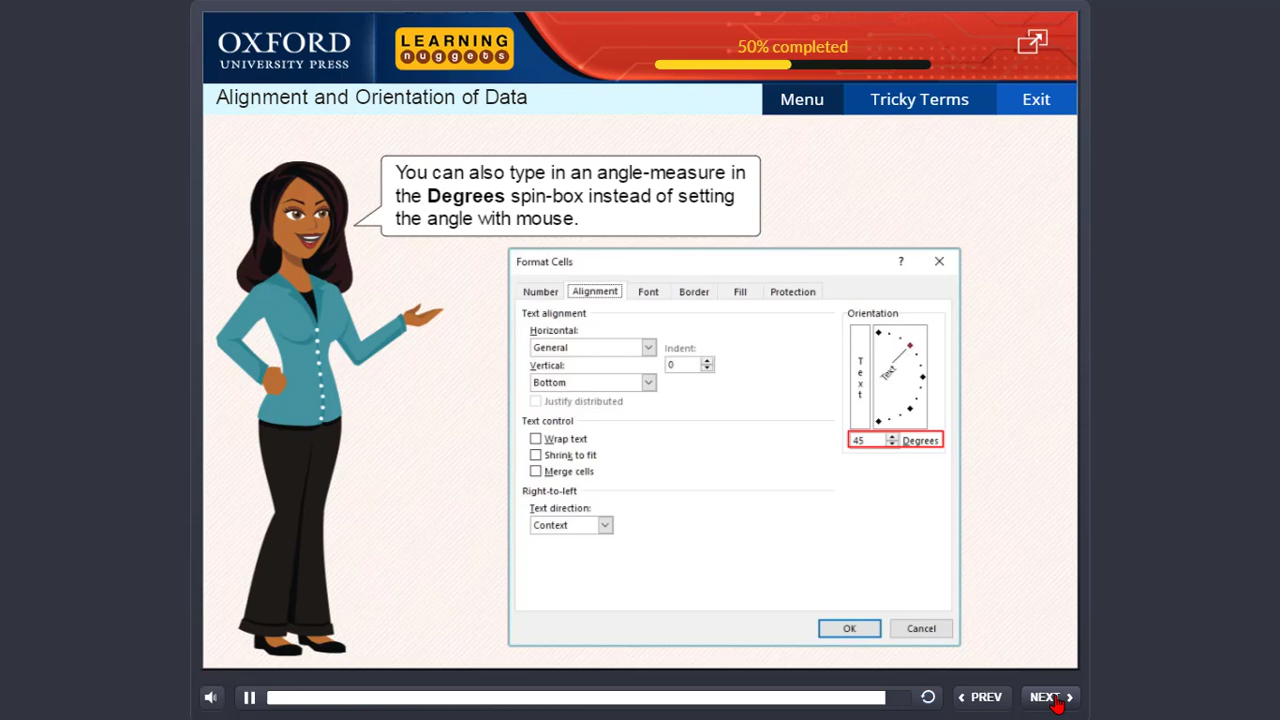 OXFORD
UNIVERSITY PRESS
LEARNING
nuggets
50% completed
Alignment and Orientation of Data
Menu
Tricky Terms
Exit
You can also type in an angle-measure in
the Degrees spin-box instead of setting
the angle with mouse.
Format Cells
?
Number
Alignment
Font
Border
Fill
Protection
Text alignment
Horizontal:
General
Indent:
0
Vertical:
Bottom
Justify distributed
Text control
Wrap text
Shrink to fit
Merge cells
Right-to-left
Text direction:
Context
Orientation
Text
Text
45
Degrees
OK
Cancel
PREV
NEXT